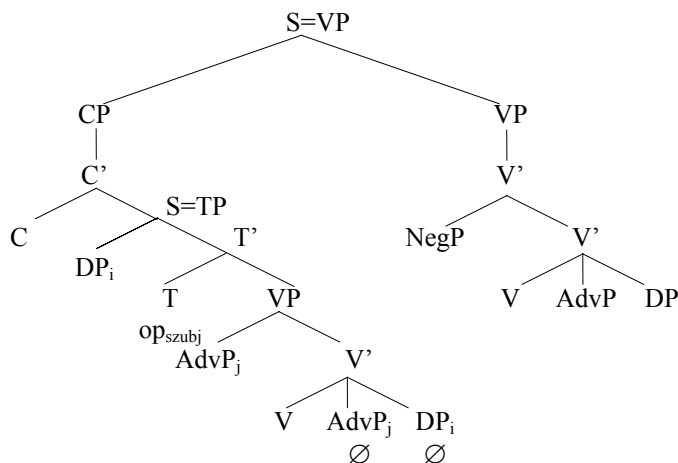 S=VP
CP VP
C’ V’
C S=TP NegP V’
DPi T’ V AdvP DP
T VP
opszubj
AdvPj V’
V AdvPj DPi
∅ ∅